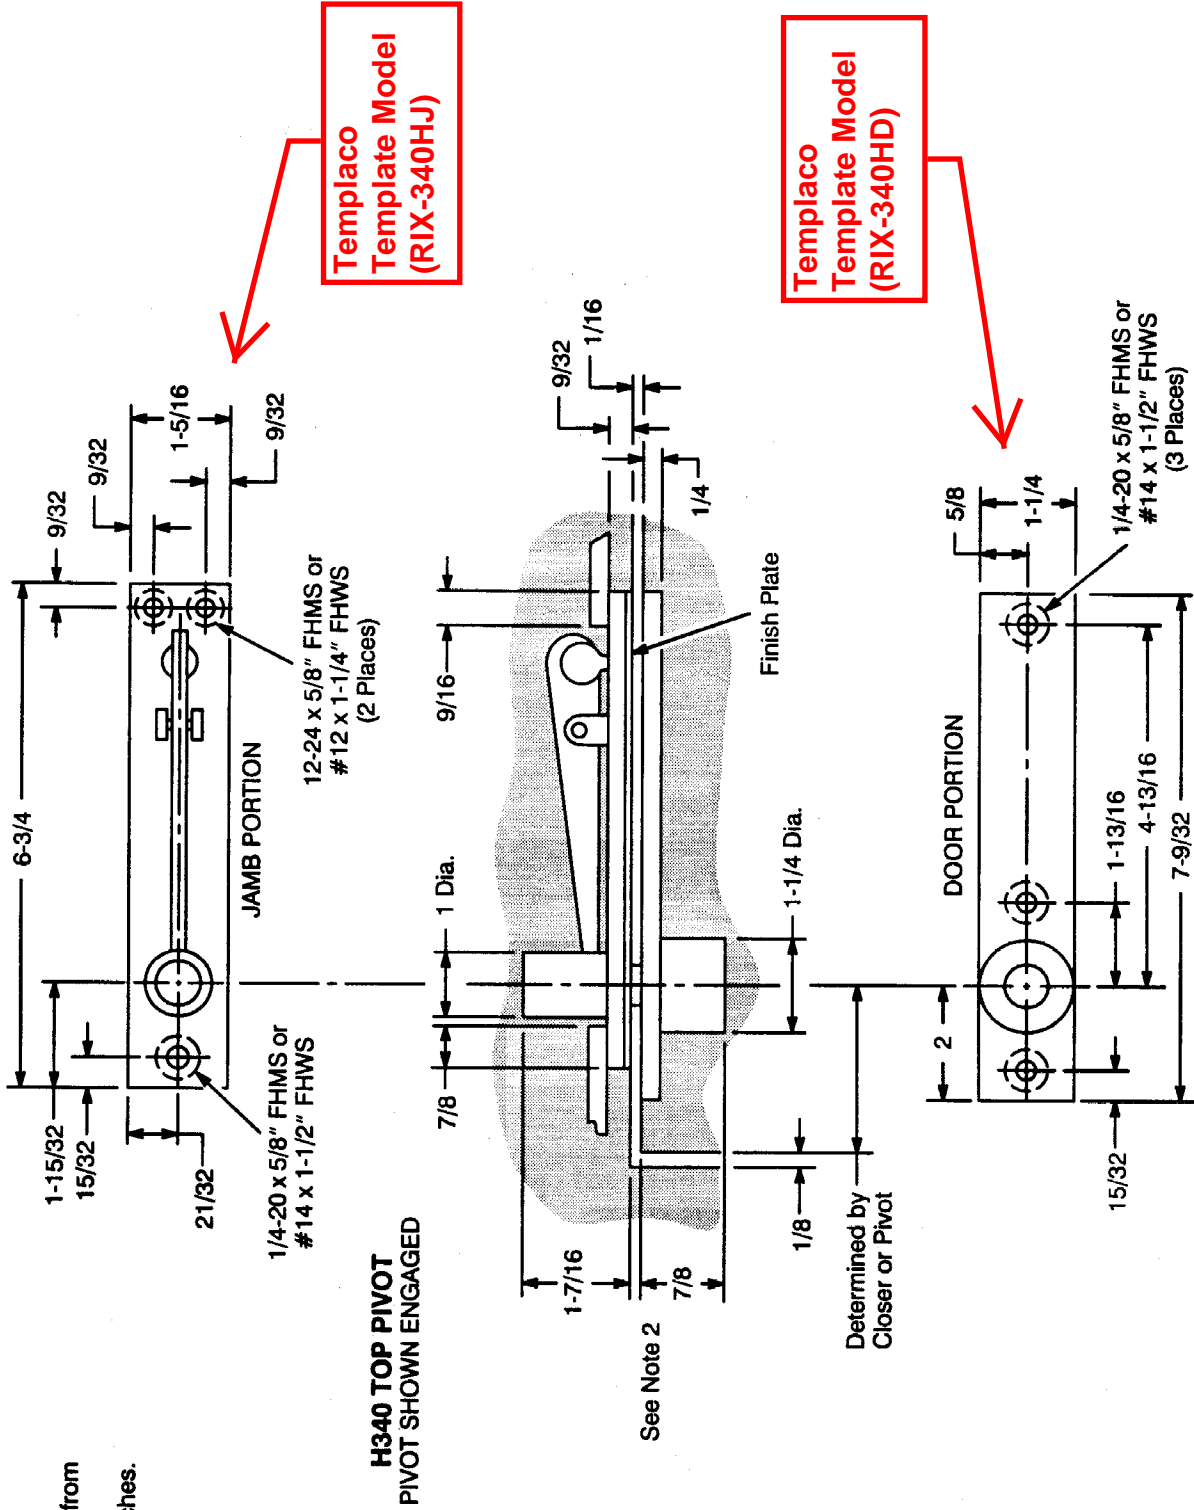 from
hes.
H340 TOP PIVOT
PIVOT SHOWN ENGAGED
6-3/4
1-15/32
15/32
21/32
1/4-20 x 5/8" FHMS or
#14 x 1-1/2" FHWS
JAMB PORTION
12-24 x 5/8" FHMS or
#12 x 1-1/4" FHWS
(2 Places)
9/32
9/32
1-5/16
9/32
Templaco
Template Model
(RIX-340HJ)
See Note 2
1-7/16
7/8
7/8
1 Dia.
9/16
9/32
1/16
1/4
Finish Plate
1-1/4 Dia.
1/8
Determined by
Closer or Pivot
Templaco
Template Model
(RIX-340HD)
DOOR PORTION
5/8
1-1/4
1/4-20 x 5/8" FHMS or
#14 x 1-1/2" FHWS
(3 Places)
2
15/32
1-13/16
4-13/16
7-9/32